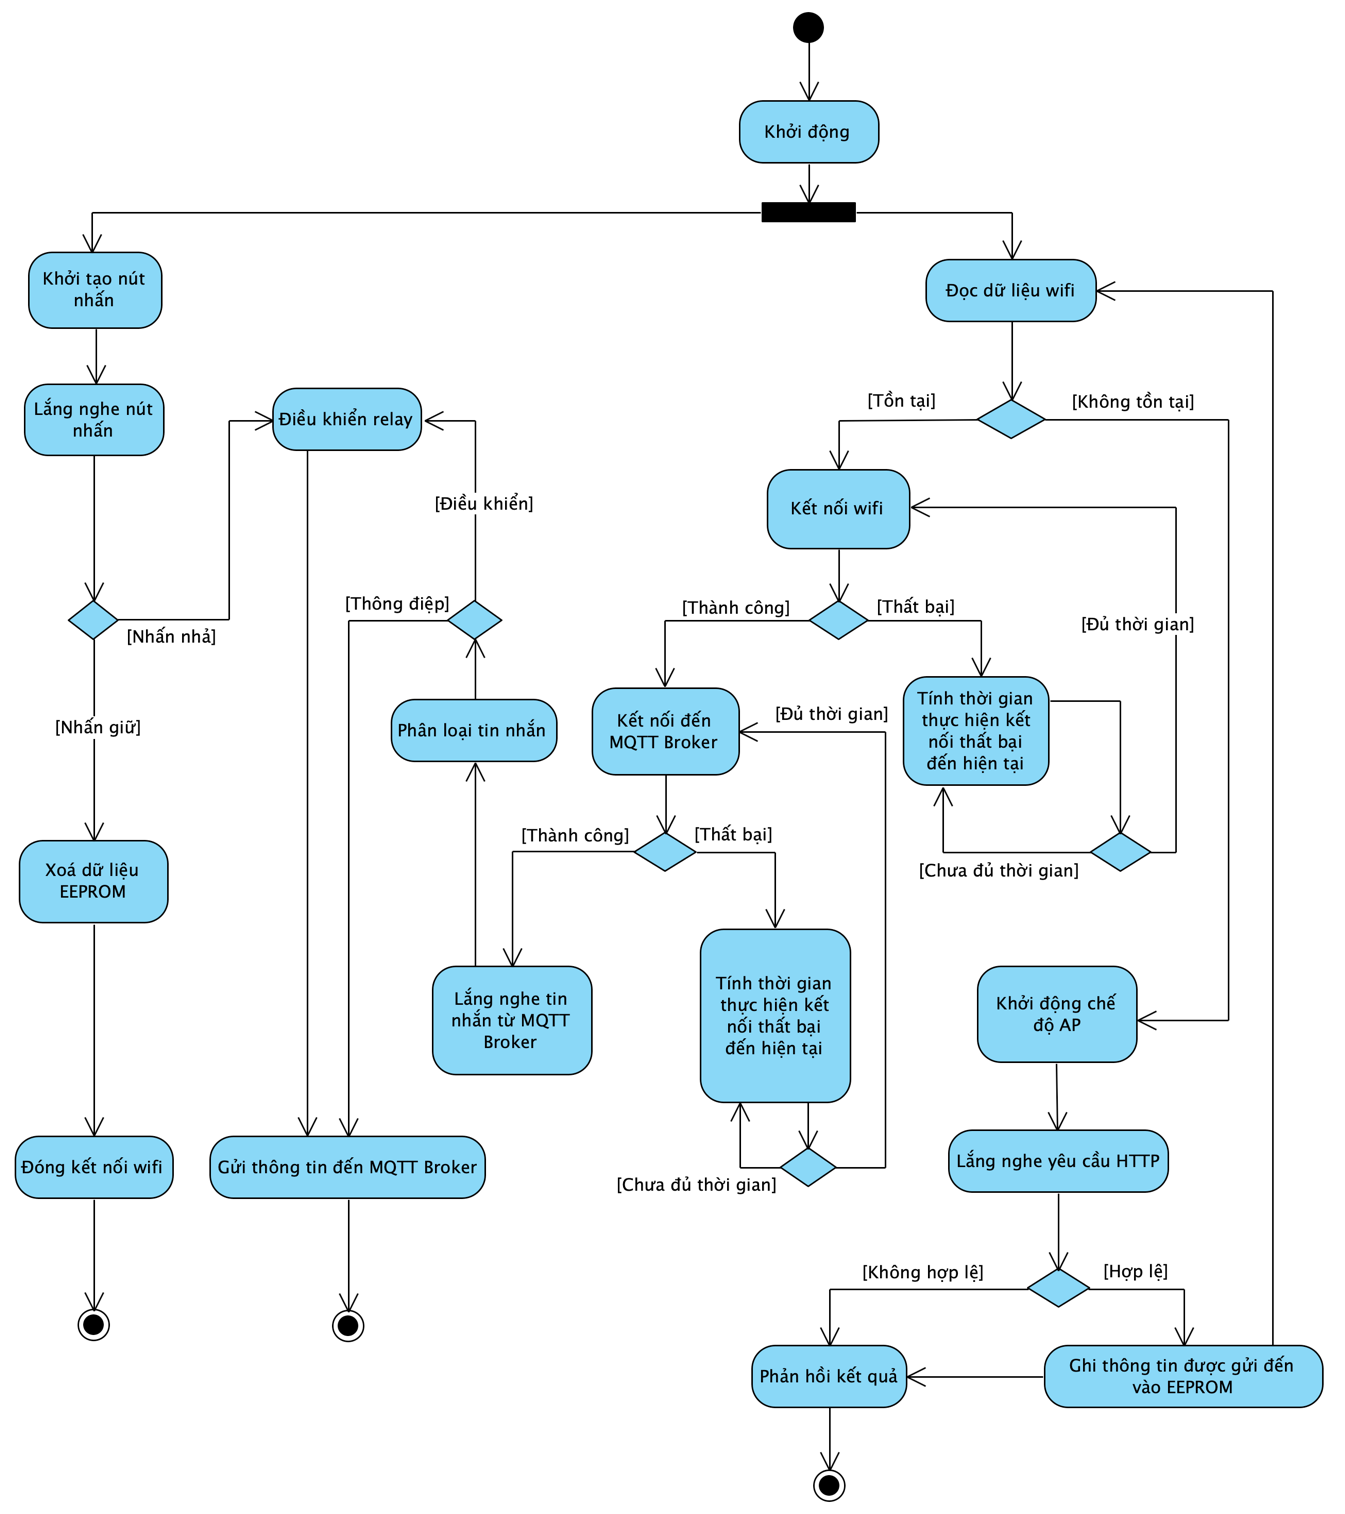 Khởi động
Khởi tạo nút
nhấn
Đọc dữ liệu wifi
Lắng nghe nút
nhấn
Điều khiển relay
[Tồn tại]
[Không tồn tại]
[Điều khiển]
Kết nối wifi
[Thông điệp]
[Nhấn nhả]
[Thành công]
[Thất bại]
[Đủ thời gian]
[Nhấn giữ]
Phân loại tin nhắn
Kết nối đến
MQTT Broker
[Đủ thời gian]
Tính thời gian
thực hiện kết
nối thất bại
đến hiện tại
[Thành công]
[Thất bại]
[Chưa đủ thời gian]
Xoá dữ liệu
EEPROM
Lắng nghe tin
nhắn từ MQTT
Broker
Tính thời gian
thực hiện kết
nối thất bại
đến hiện tại
Khởi động chế
độ AP
Đóng kết nối wifi
Gửi thông tin đến MQTT Broker
[Chưa đủ thời gian]
Lắng nghe yêu cầu HTTP
[Không hợp lệ]
[Hợp lệ]
Phản hồi kết quả
Ghi thông tin được gửi đến
vào EEPROM